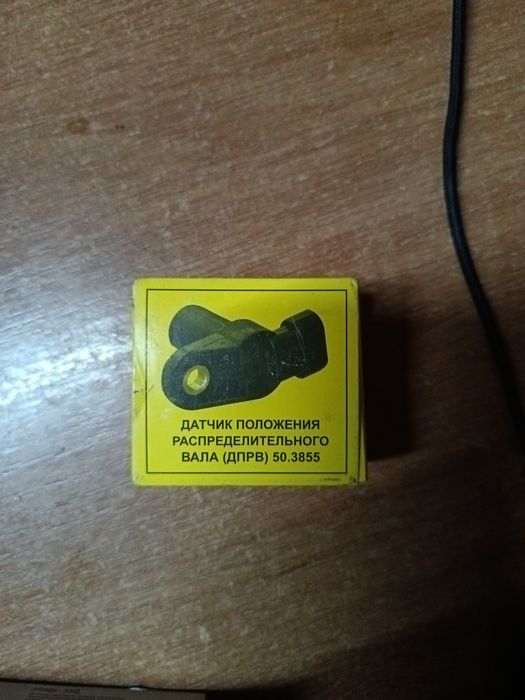 ДАТЧИК ПОЛОЖЕНИЯ
РАСПРЕДЕЛИТЕЛЬНОГО
ВАЛА (ДПРВ) 50.3855